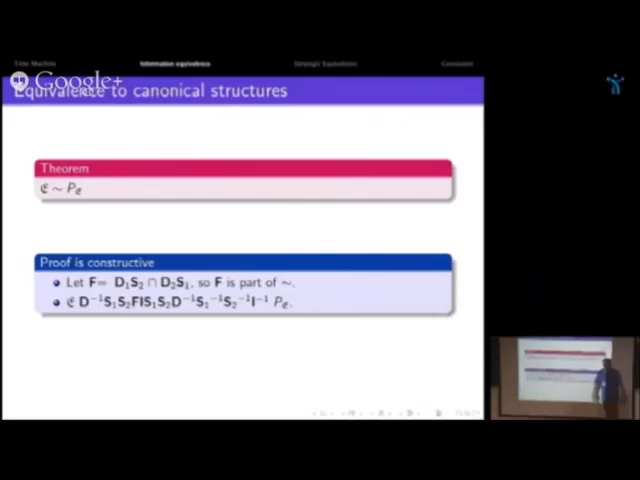 Time Machine Information equivalence Strategic Equivalence Conclusion
Google+
Equivalence to canonical structures
Theorem
𝔈 ∼ P𝔈
Proof is constructive
Let F= D₁S₂ ∩ D₂S₁, so F is part of ∼.
𝔈 D⁻¹S₁S₂FIS₁S₂D⁻¹S₁⁻¹S₂⁻¹I⁻¹ P𝔈.